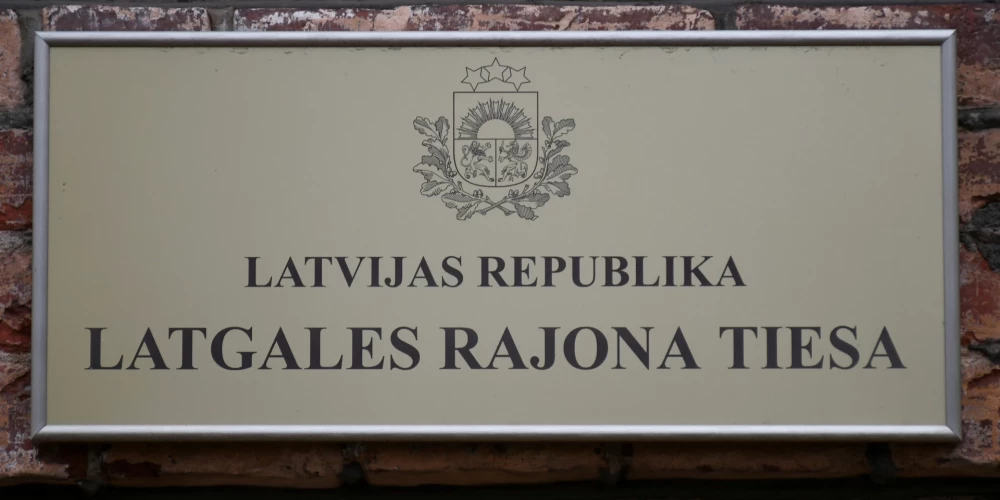 LATVIJAS REPUBLIKA
LATGALES RAJONA TIESA